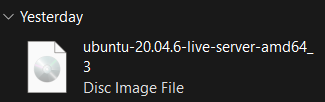 Yesterday
ubuntu-20.04.6-live-server-amd64_
3
Disc Image File